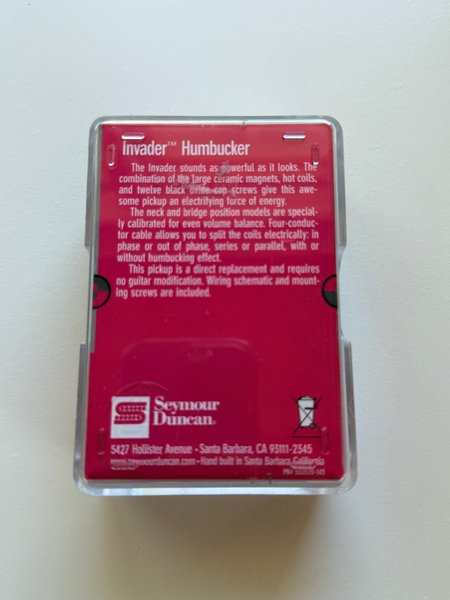 Invader™ Humbucker
The Invader sounds as powerful as it looks. The
combination of the large ceramic magnets, hot coils,
and twelve black oxide cap screws give this awe-
some pickup an electrifying force of energy.
The neck and bridge position models are special-
ly calibrated for even volume balance. Four-conduc-
tor cable allows you to split the coils electrically: in
phase or out of phase, series or parallel, with or
without humbucking effect.
This pickup is a direct replacement and requires
no guitar modification. Wiring schematic and mount-
ing screws are included.
Seymour
Duncan®
5427 Hollister Avenue - Santa Barbara, CA 93111-2345
www.seymourduncan.com - Hand built in Santa Barbara, California
PN#